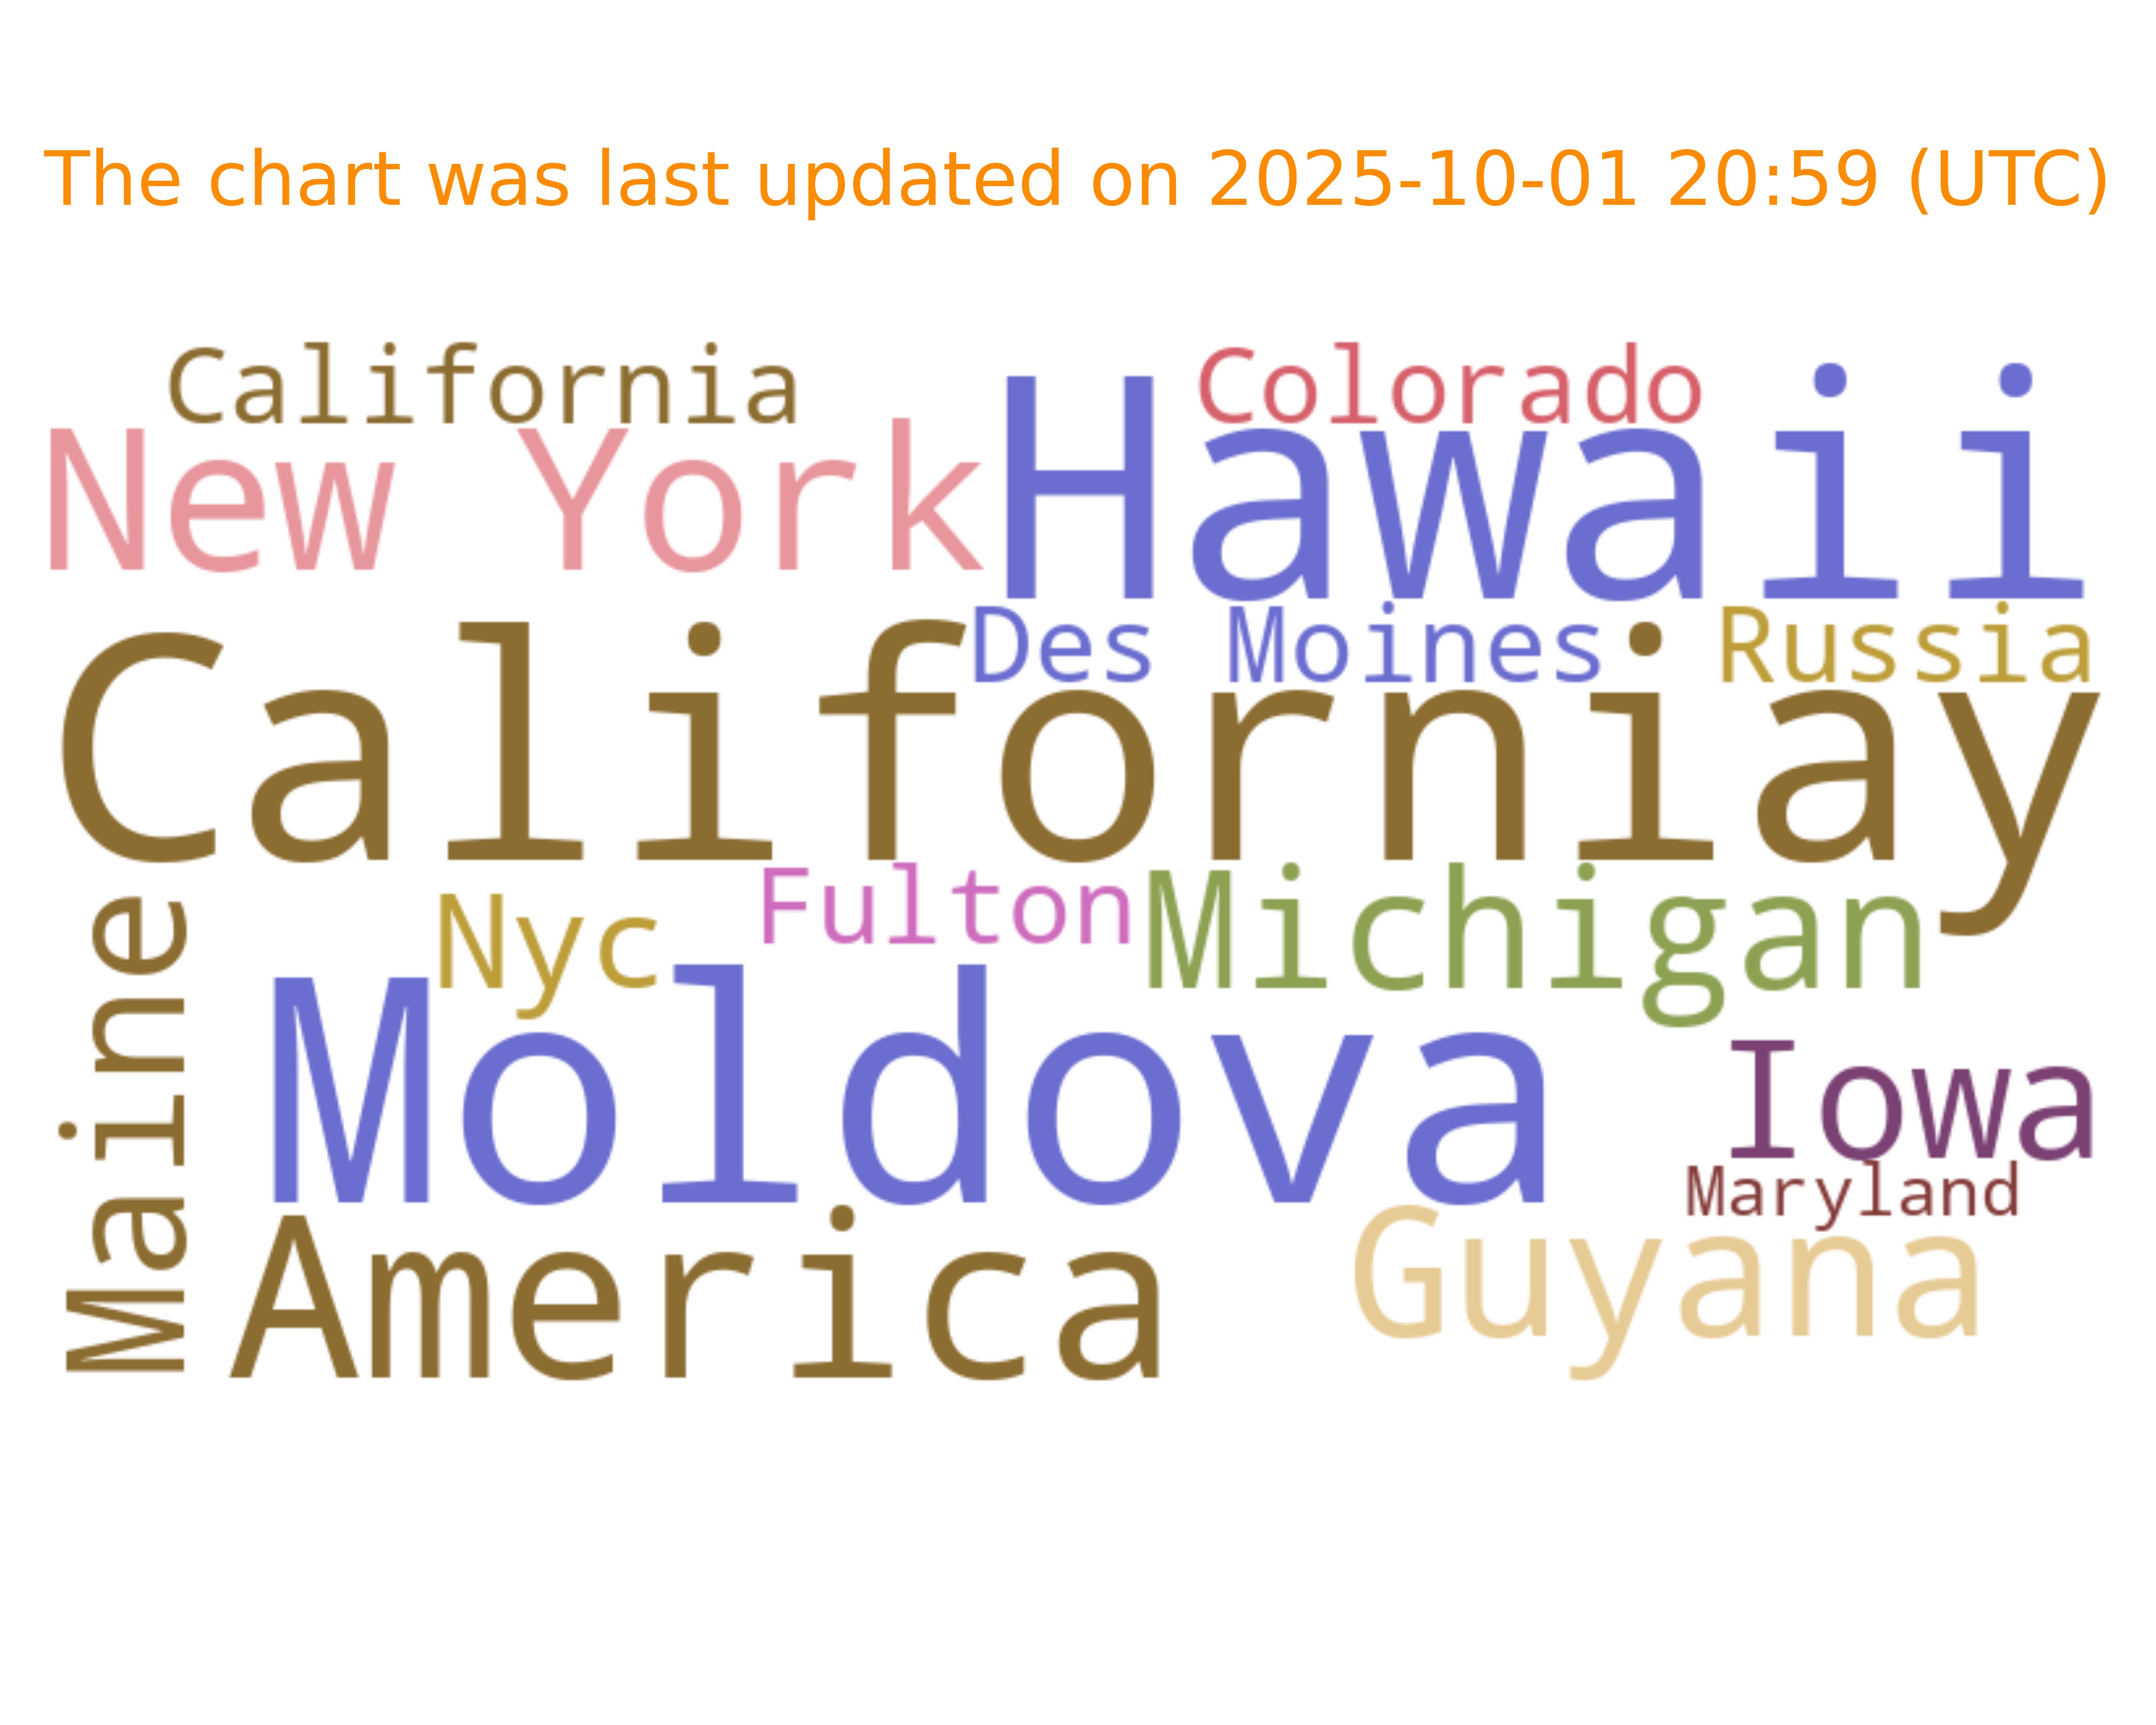 The chart was last updated on 2025-10-01 20:59 (UTC)
California
Colorado
New York
Hawaii
Des Moines
Russia
Californiay
Maine
Nyc
Fulton
Michigan
Moldova
Iowa
Maryland
America
Guyana